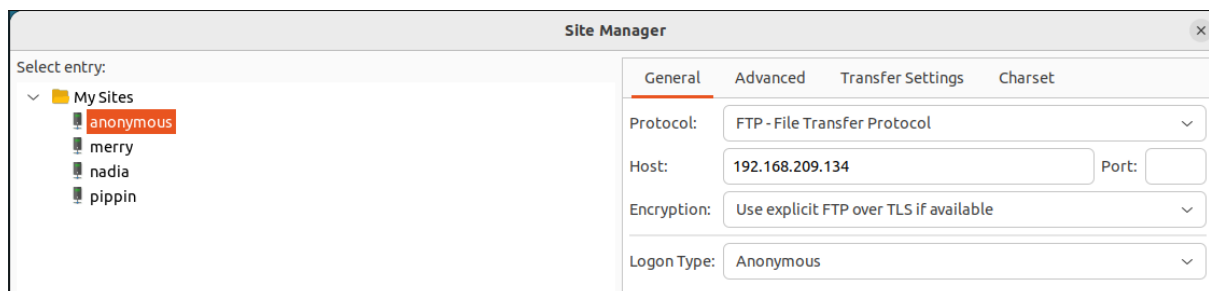 Site Manager
Select entry:
My Sites
anonymous
merry
nadia
pippin
General Advanced Transfer Settings Charset
Protocol: FTP - File Transfer Protocol
Host: 192.168.209.134 Port:
Encryption: Use explicit FTP over TLS if available
Logon Type: Anonymous